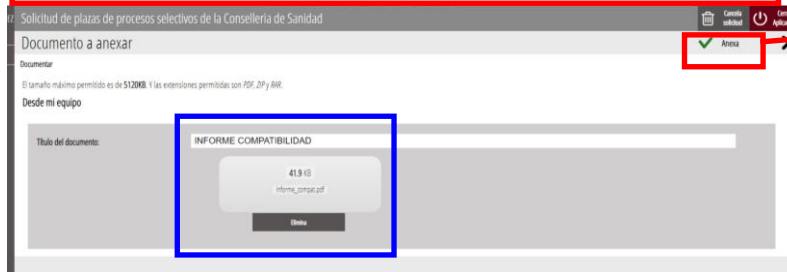 Solicitud de plazas de procesos selectivos de la Conselleria de Sanidad
Cancela solicitud
Documento a anexar
Anexa
Documentar
El tamaño máximo permitido es de 5120KB. Y las extensiones permitidas son PDF, ZIP y RAR.
Desde mi equipo
Título del documento:
INFORME COMPATIBILIDAD
41.9 KB
informe_compat.pdf
Elimina